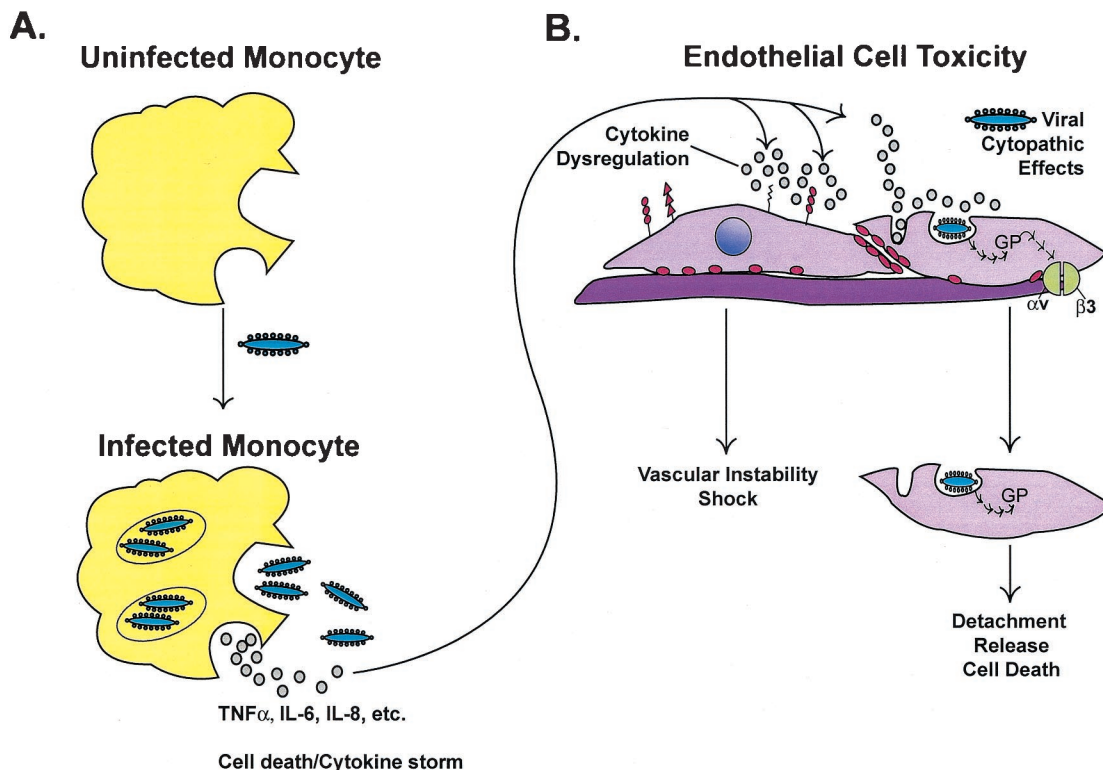 A.
Uninfected Monocyte
Infected Monocyte
TNFα, IL-6, IL-8, etc.
Cell death/Cytokine storm
B.
Endothelial Cell Toxicity
Cytokine
Dysregulation
Viral
Cytopathic
Effects
GP
αv
β3
Vascular Instability
Shock
GP
Detachment
Release
Cell Death